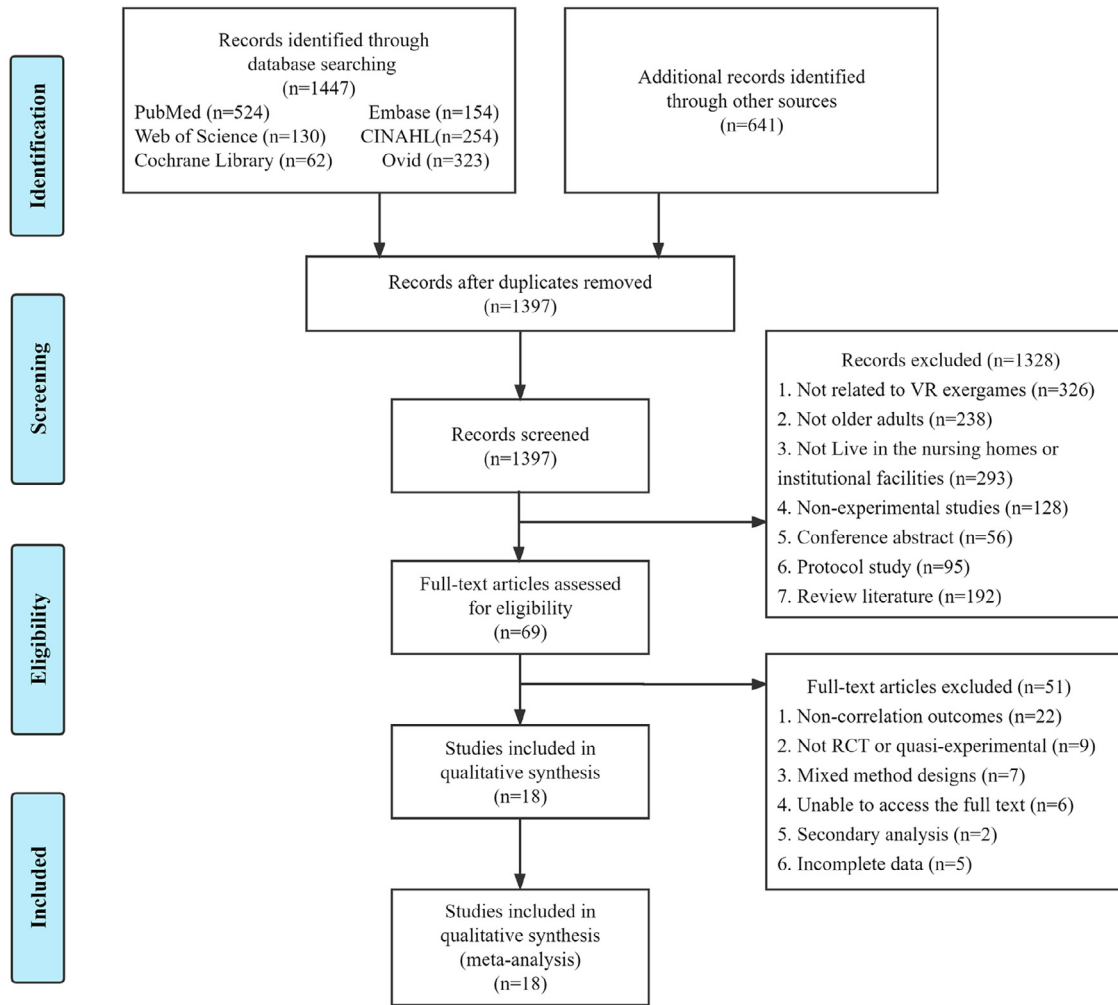 Identification
Records identified through
database searching
(n=1447)
PubMed (n=524) Embase (n=154)
Web of Science (n=130) CINAHL(n=254)
Cochrane Library (n=62) Ovid (n=323)
Additional records identified
through other sources
(n=641)
Records after duplicates removed
(n=1397)
Screening
Records screened
(n=1397)
Records excluded (n=1328)
1. Not related to VR exergames (n=326)
2. Not older adults (n=238)
3. Not Live in the nursing homes or
institutional facilities (n=293)
4. Non-experimental studies (n=128)
5. Conference abstract (n=56)
6. Protocol study (n=95)
7. Review literature (n=192)
Eligibility
Full-text articles assessed
for eligibility
(n=69)
Full-text articles excluded (n=51)
1. Non-correlation outcomes (n=22)
2. Not RCT or quasi-experimental (n=9)
3. Mixed method designs (n=7)
4. Unable to access the full text (n=6)
5. Secondary analysis (n=2)
6. Incomplete data (n=5)
Studies included in
qualitative synthesis
(n=18)
Included
Studies included in
qualitative synthesis
(meta-analysis)
(n=18)